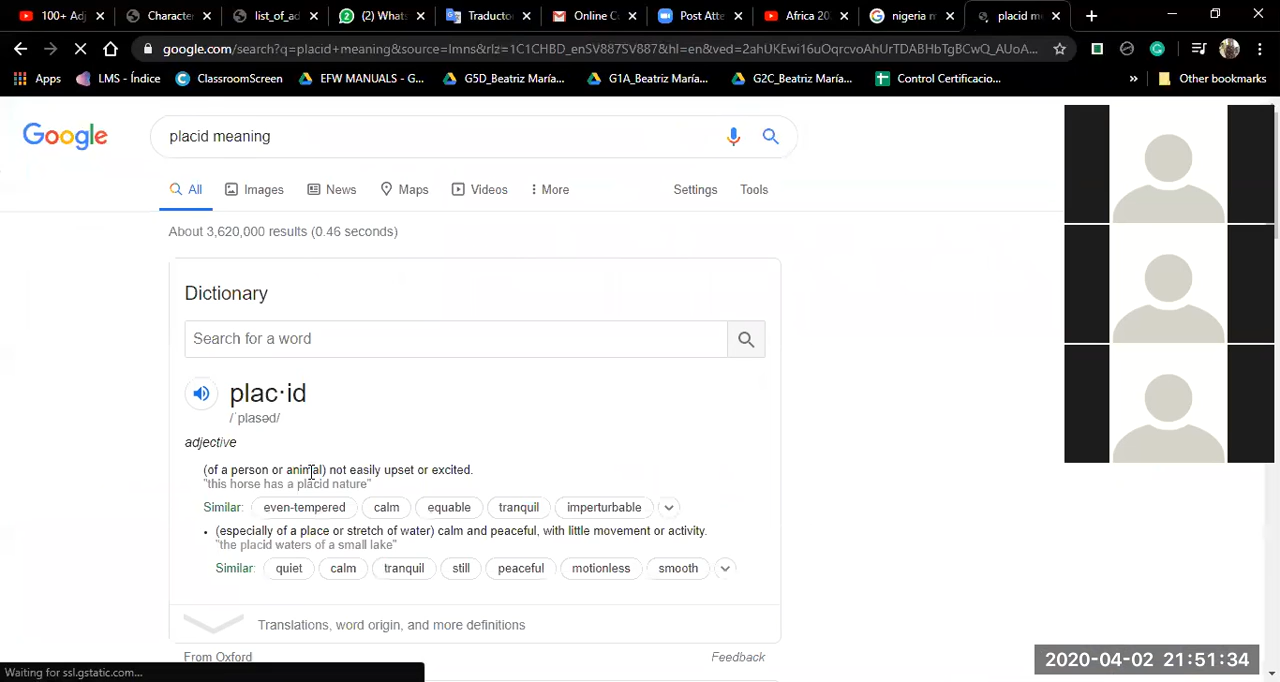 100+ Adj
Character
list_of_ad
(2) Whats
Traducto
Online C
Post Atte
Africa 20
nigeria m
placid m
google.com/search?q=placid+meaning&source=lmns&rlz=1C1CHBD_enSV887SV887&hl=en&ved=2ahUKEwi16uOqrcvoAhUrTDABHbTgBCwQ_AUoA...
Apps LMS - Índice ClassroomScreen EFW MANUALS - G... G5D_Beatriz María... G1A_Beatriz María... G2C_Beatriz María... Control Certificacio... » Other bookmarks
Google
placid meaning
All Images News Maps Videos More Settings Tools
About 3,620,000 results (0.46 seconds)
Dictionary
Search for a word
plac·id
/ˈplasəd/
adjective
(of a person or animal) not easily upset or excited.
"this horse has a placid nature"
Similar: even-tempered calm equable tranquil imperturbable
• (especially of a place or stretch of water) calm and peaceful, with little movement or activity.
"the placid waters of a small lake"
Similar: quiet calm tranquil still peaceful motionless smooth
Translations, word origin, and more definitions
From Oxford Feedback
Waiting for ssl.gstatic.com...
2020-04-02 21:51:34